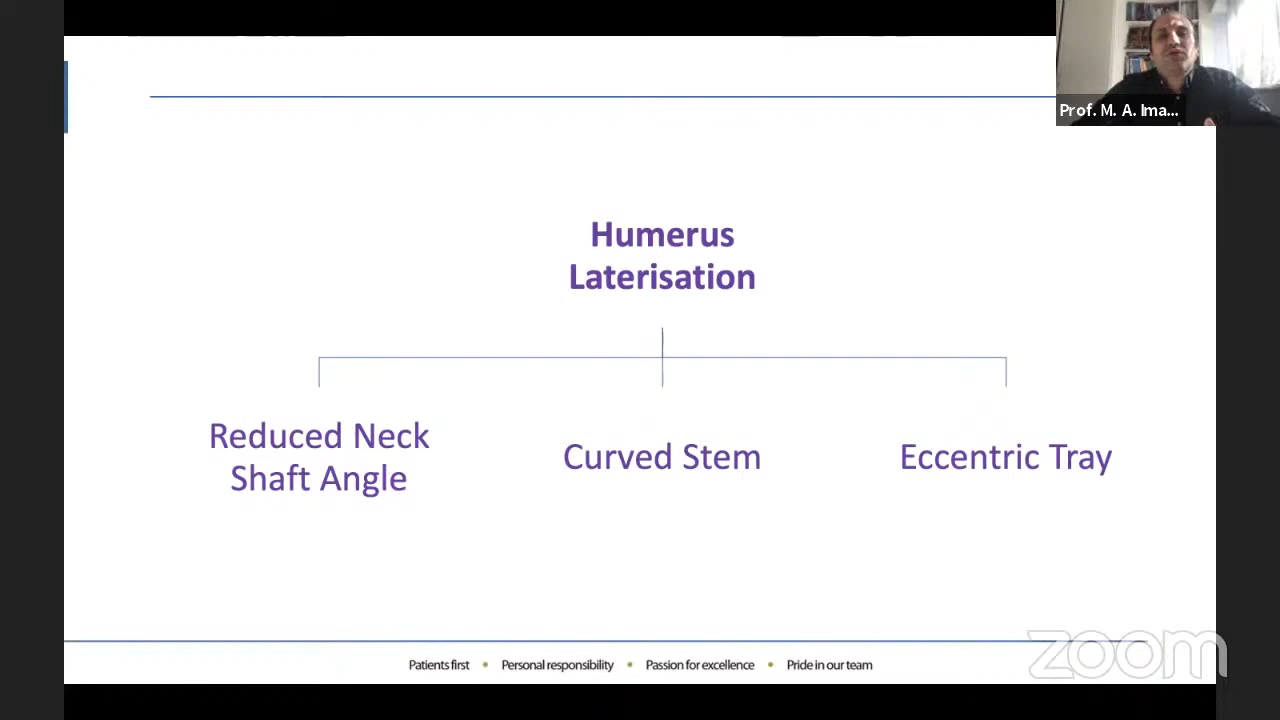 Prof. M. A. Ima...
Humerus
Laterisation
Reduced Neck
Shaft Angle
Curved Stem
Eccentric Tray
Patients first • Personal responsibility • Passion for excellence • Pride in our team
zoom